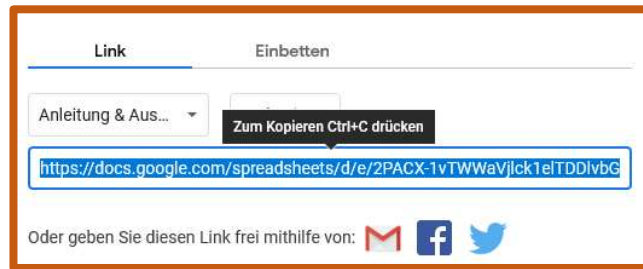 Link
Einbetten
Anleitung & Aus...
Zum Kopieren Ctrl+C drücken
https://docs.google.com/spreadsheets/d/e/2PACX-1vTWWaVjlck1elTDDlvbG
Oder geben Sie diesen Link frei mithilfe von: